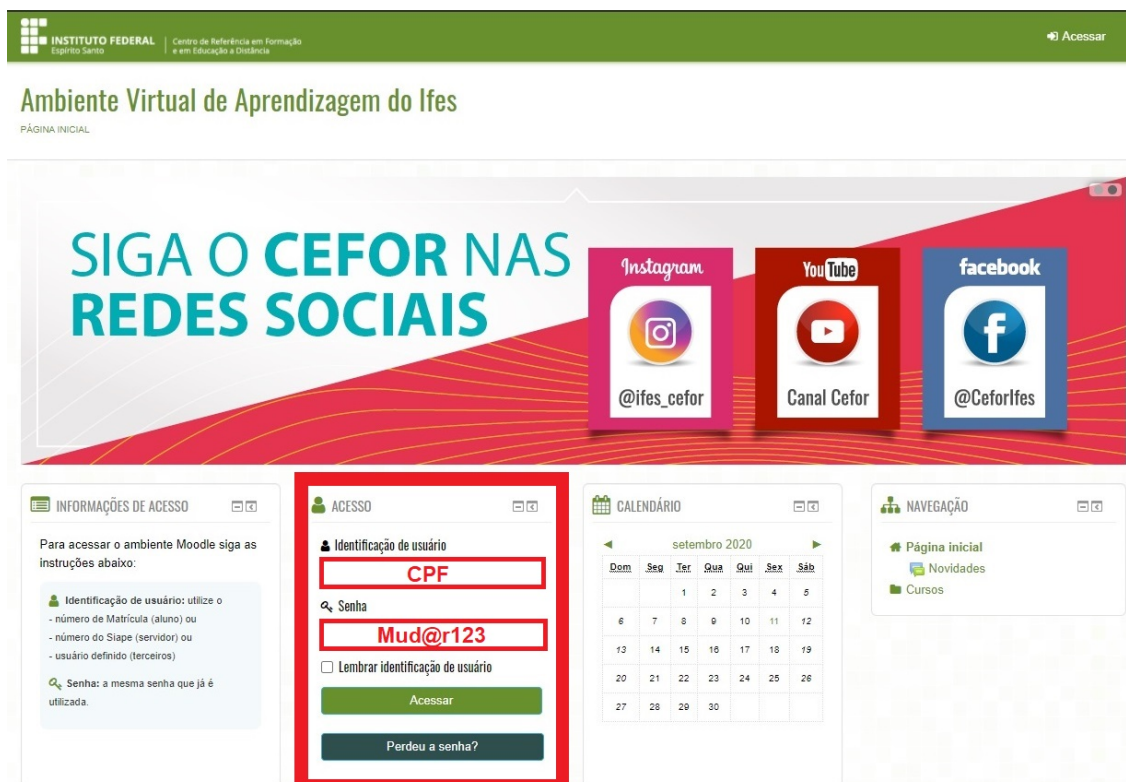 INSTITUTO FEDERAL
Espírito Santo
Centro de Referência em Formação
e em Educação a Distância
Acessar
Ambiente Virtual de Aprendizagem do Ifes
PÁGINA INICIAL
SIGA O CEFOR NAS
REDES SOCIAIS
Instagram
@ifes_cefor
YouTube
Canal Cefor
facebook
@CeforIfes
INFORMAÇÕES DE ACESSO
Para acessar o ambiente Moodle siga as
instruções abaixo:
Identificação de usuário: utilize o
- número de Matrícula (aluno) ou
- número do Siape (servidor) ou
- usuário definido (terceiros)
Senha: a mesma senha que já é
utilizada.
ACESSO
Identificação de usuário
CPF
Senha
Mud@r123
Lembrar identificação de usuário
Acessar
Perdeu a senha?
CALENDÁRIO
◄ setembro 2020 ►
Dom Seg Ter Qua Qui Sex Sáb
1 2 3 4 5
6 7 8 9 10 11 12
13 14 15 16 17 18 19
20 21 22 23 24 25 26
27 28 29 30
NAVEGAÇÃO
Página inicial
Novidades
Cursos